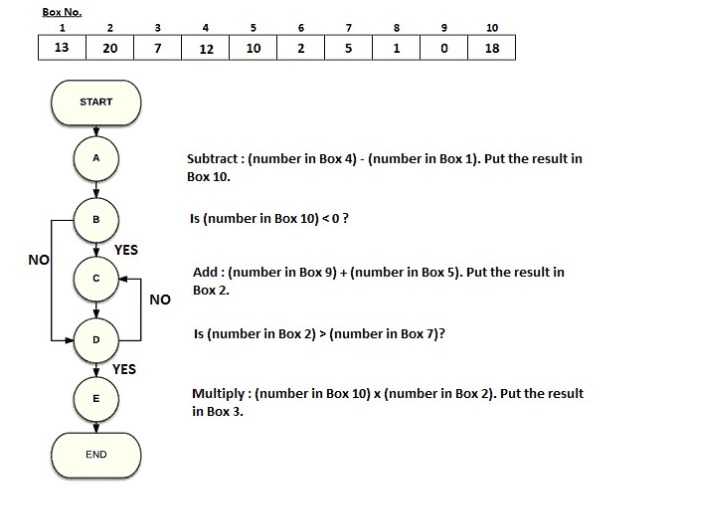 Box No.
1 2 3 4 5 6 7 8 9 10
13 20 7 12 10 2 5 1 0 18
START
A
Subtract : (number in Box 4) - (number in Box 1). Put the result in
Box 10.
B
Is (number in Box 10) < 0 ?
YES
NO
C
Add : (number in Box 9) + (number in Box 5). Put the result in
Box 2.
NO
D
Is (number in Box 2) > (number in Box 7)?
YES
E
Multiply : (number in Box 10) x (number in Box 2). Put the result
in Box 3.
END